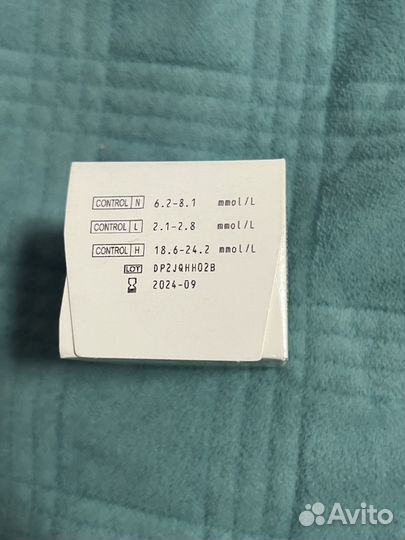 CONTROL N 6.2-8.1 mmol/L
CONTROL L 2.1-2.8 mmol/L
CONTROL H 18.6-24.2 mmol/L
LOT DP2JQHH02B
2024-09
Avito